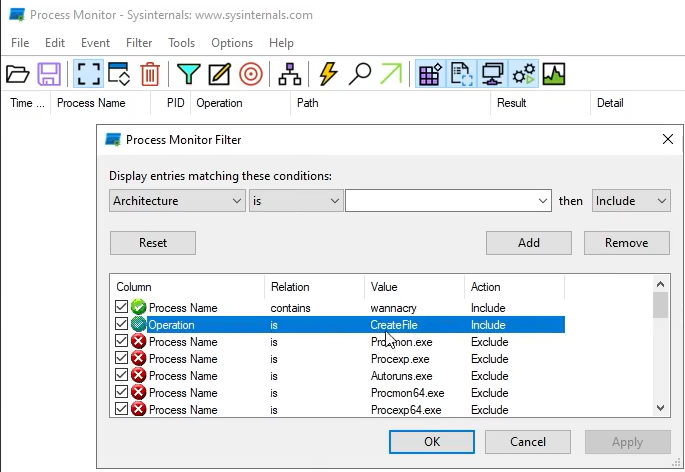 Process Monitor - Sysinternals: www.sysinternals.com
File Edit Event Filter Tools Options Help
Time ... Process Name PID Operation Path Result Detail
Process Monitor Filter
Display entries matching these conditions:
Architecture is then Include
Reset Add Remove
Column Relation Value Action
Process Name contains wannacry Include
Operation is CreateFile Include
Process Name is Procmon.exe Exclude
Process Name is Procexp.exe Exclude
Process Name is Autoruns.exe Exclude
Process Name is Procmon64.exe Exclude
Process Name is Procexp64.exe Exclude
OK Cancel Apply